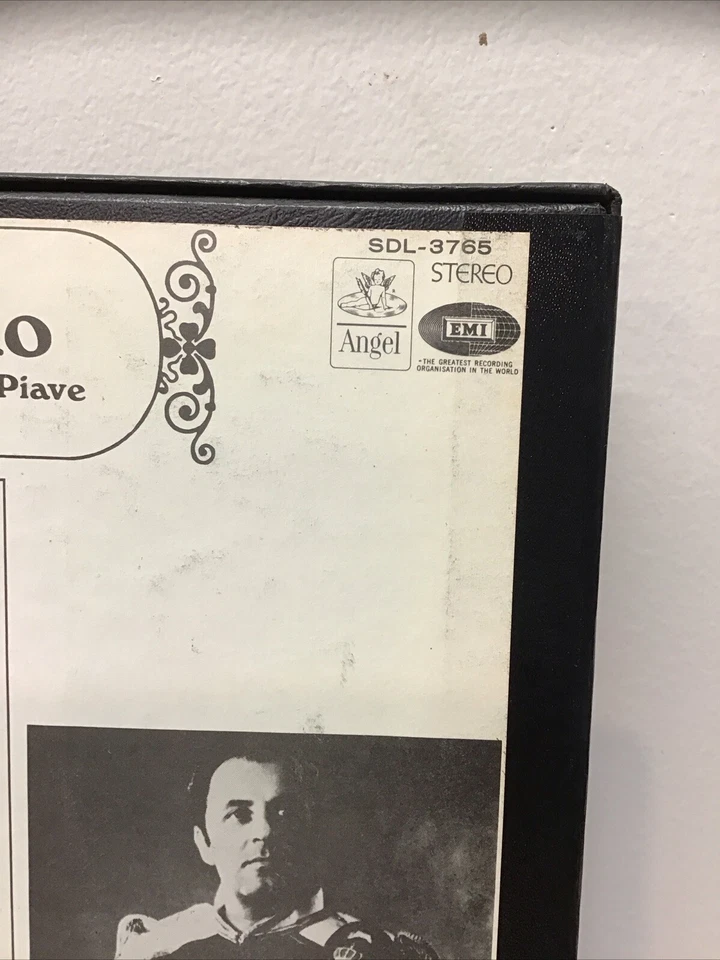 SDL-3765
STEREO
Angel
EMI
"THE GREATEST RECORDING
ORGANISATION IN THE WORLD
Piave